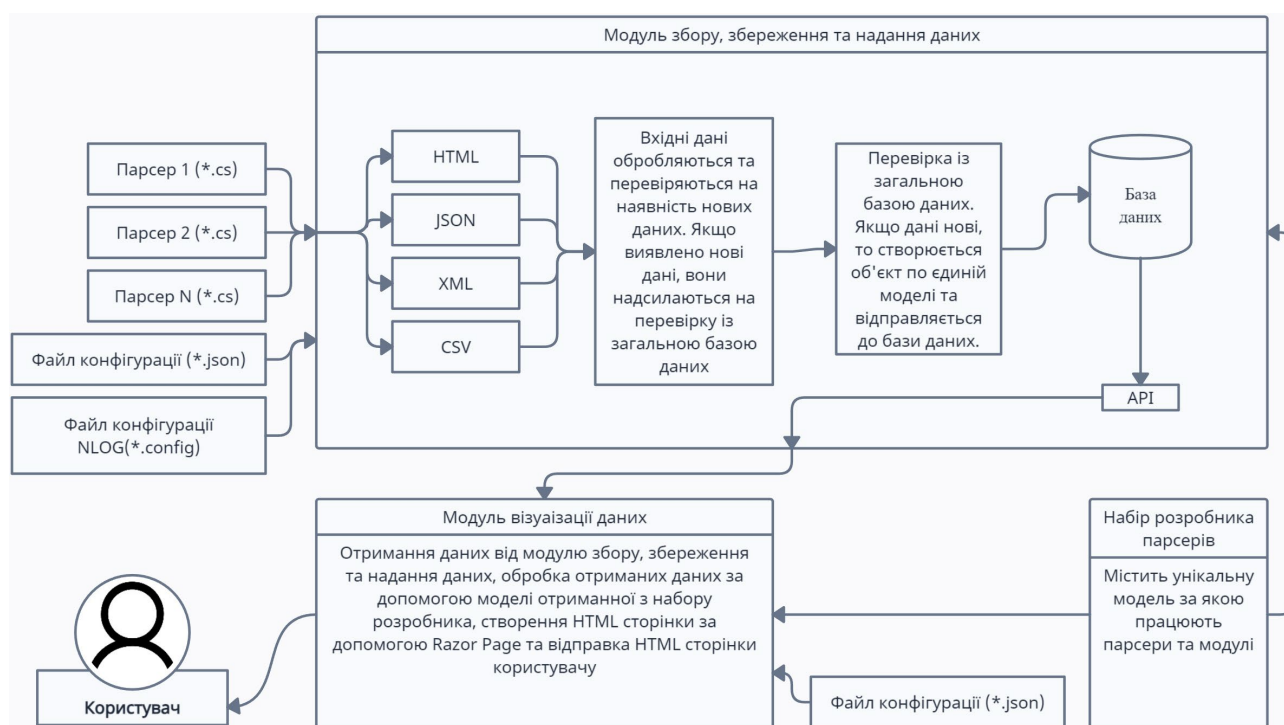 Модуль збору, збереження та надання даних
Парсер 1 (*.cs)
Парсер 2 (*.cs)
Парсер N (*.cs)
Файл конфігурації (*.json)
Файл конфігурації
NLOG(*.config)
HTML
JSON
XML
CSV
Вхідні дані
обробляються та
перевіряються на
наявність нових
даних. Якщо
виявлено нові
дані, вони
надсилаються на
перевірку із
загальною базою
даних
Перевірка із
загальною
базою даних.
Якщо дані нові,
то створюється
об'єкт по єдиній
моделі та
відправляється
до бази даних.
База
даних
API
Модуль візуаізації даних
Отримання даних від модулю збору, збереження
та надання даних, обробка отриманих даних за
допомогою моделі отриманної з набору
розробника, створення HTML сторінки за
допомогою Razor Page та відправка HTML сторінки
користувачу
Набір розробника
парсерів
Містить унікальну
модель за якою
працюють
парсери та модулі
Користувач
Файл конфігурації (*.json)